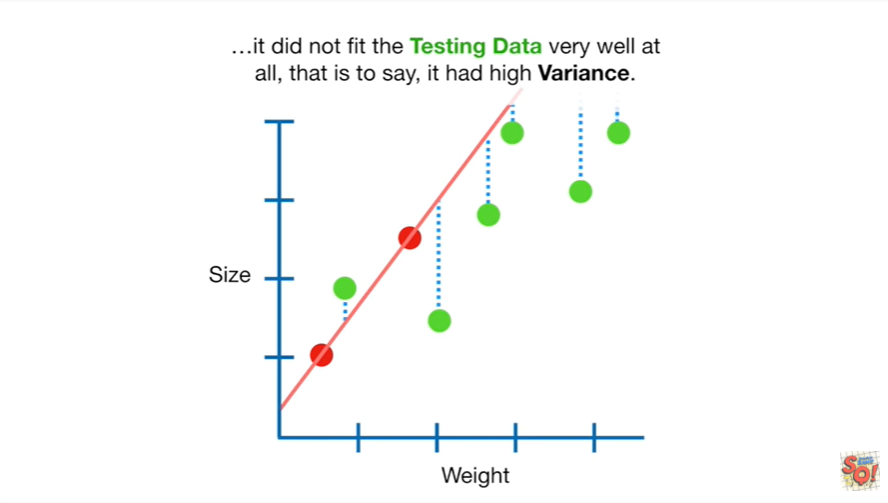 …it did not fit the Testing Data very well at
all, that is to say, it had high Variance.
Size
Weight
SO!